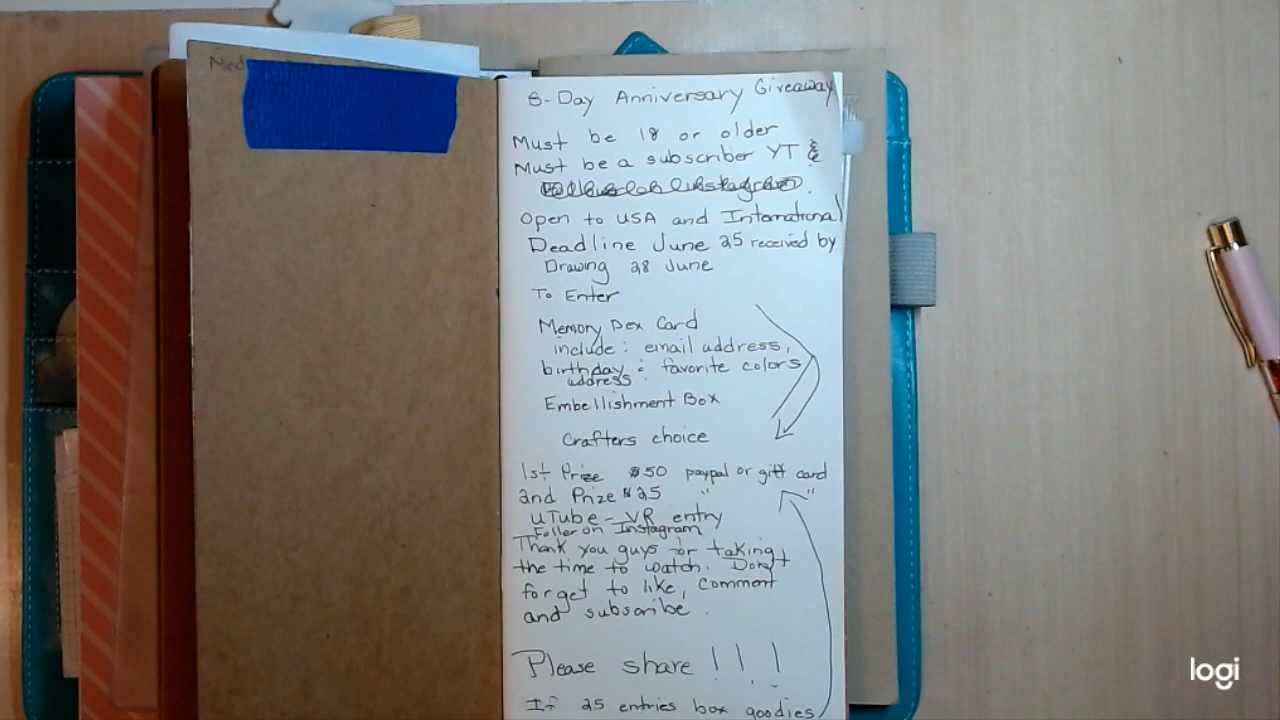 Med
8-Day Anniversary Giveaway
Must be 18 or older
Must be a subscriber YT &
Open to USA and International
Deadline June 25 received by
Drawing 28 June
To Enter
Memory Dex Card
include: email address,
birthday : favorite colors
address
Embellishment Box
Crafters choice
1st Prize $50 paypal or gift card
2nd Prize $25 " "
uTube - VR entry
Foller on Instagram
Thank you guys for taking
the time to watch. Don't
forget to like, comment
and subscribe.
Please share !!!
If 25 entries box goodies
logi